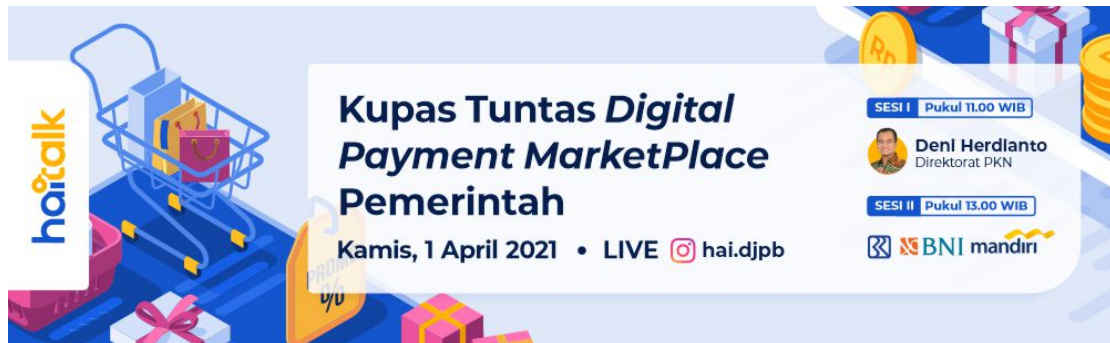 haitalk
Kupas Tuntas Digital
Payment MarketPlace
Pemerintah
Kamis, 1 April 2021 • LIVE hai.djpb
SESI I Pukul 11.00 WIB
Deni Herdianto
Direktorat PKN
SESI II Pukul 13.00 WIB
BNI mandiri
Rp
PROMO
%